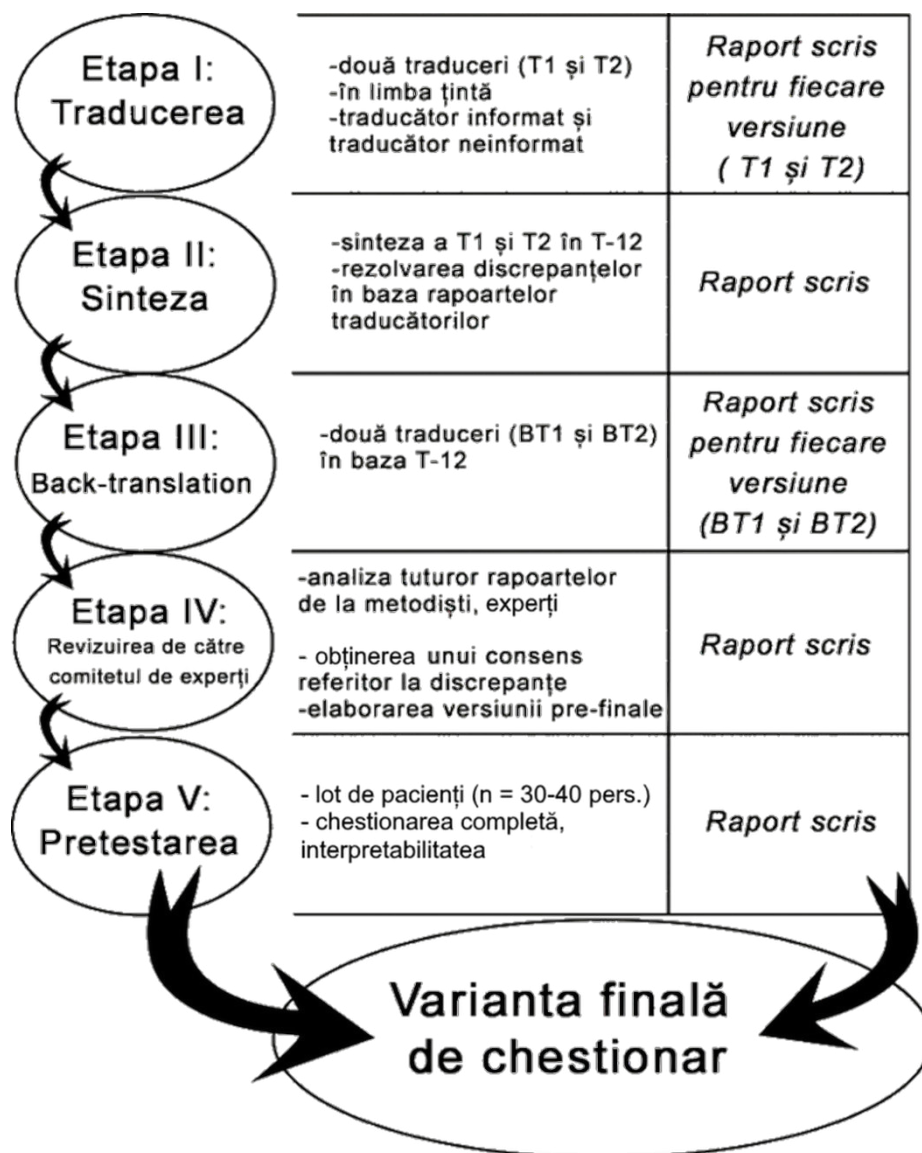 Etapa I:
Traducerea
-două traduceri (T1 și T2)
-în limba țintă
-traducător informat și
traducător neinformat
Raport scris
pentru fiecare
versiune
( T1 și T2)
Etapa II:
Sinteza
-sinteza a T1 și T2 în T-12
-rezolvarea discrepanțelor
în baza rapoartelor
traducătorilor
Raport scris
Etapa III:
Back-translation
-două traduceri (BT1 și BT2)
în baza T-12
Raport scris
pentru fiecare
versiune
(BT1 și BT2)
Etapa IV:
Revizuirea de către
comitetul de experți
-analiza tuturor rapoartelor
de la metodiști, experți
- obținerea unui consens
referitor la discrepanțe
-elaborarea versiunii pre-finale
Raport scris
Etapa V:
Pretestarea
- lot de pacienți (n = 30-40 pers.)
- chestionarea completă,
interpretabilitatea
Raport scris
Varianta finală
de chestionar